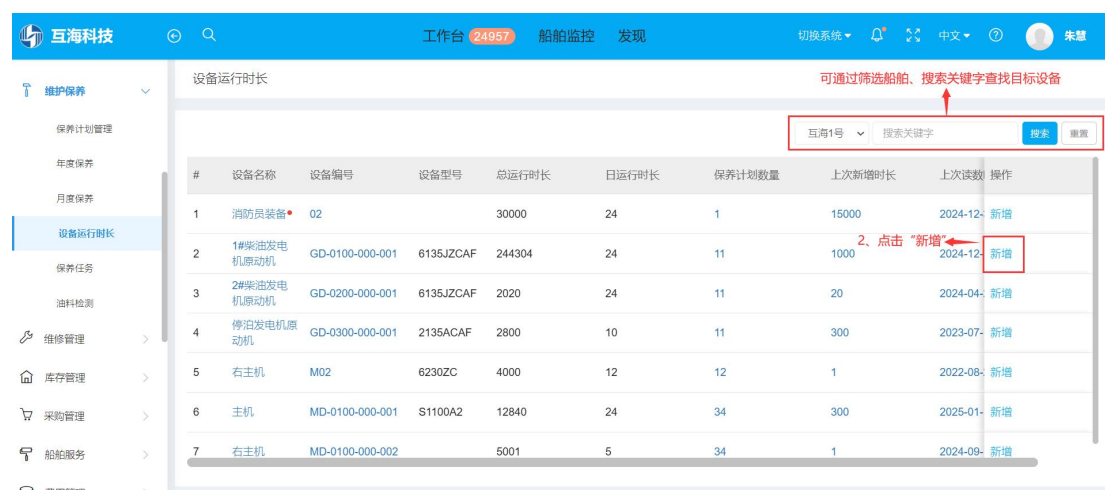 互海科技
工作台 24957 船舶监控 发现
切换系统 中文 朱慧
维护保养
保养计划管理
年度保养
月度保养
设备运行时长
保养任务
油料检测
维修管理
库存管理
采购管理
船舶服务
设备运行时长
可通过筛选船舶、搜索关键字查找目标设备
互海1号 搜索关键字 搜索 重置
# 设备名称 设备编号 设备型号 总运行时长 日运行时长 保养计划数量 上次新增时长 上次读数 操作
1 消防员装备 02 30000 24 1 15000 2024-12- 新增
2、点击“新增”
2 1#柴油发电机原动机 GD-0100-000-001 6135JZCAF 244304 24 11 1000 2024-12- 新增
3 2#柴油发电机原动机 GD-0200-000-001 6135JZCAF 2020 24 11 20 2024-04- 新增
4 停泊发电机原动机 GD-0300-000-001 2135ACAF 2800 10 11 300 2023-07- 新增
5 右主机 M02 6230ZC 4000 12 12 1 2022-08- 新增
6 主机 MD-0100-000-001 S1100A2 12840 24 34 300 2025-01- 新增
7 右主机 MD-0100-000-002 5001 5 34 1 2024-09- 新增